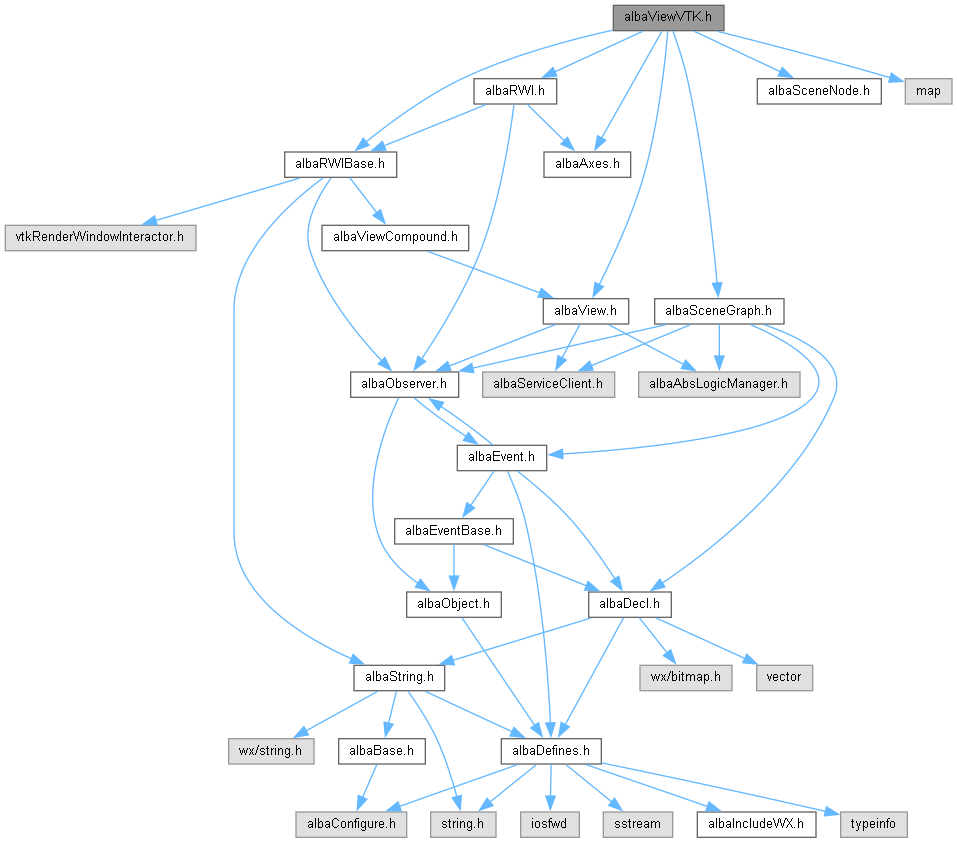 albaViewVTK.h
albaRWI.h
albaSceneNode.h
map
albaRWIBase.h
albaAxes.h
vtkRenderWindowInteractor.h
albaViewCompound.h
albaView.h
albaSceneGraph.h
albaObserver.h
albaServiceClient.h
albaAbsLogicManager.h
albaEvent.h
albaEventBase.h
albaObject.h
albaDecl.h
albaString.h
wx/bitmap.h
vector
wx/string.h
albaBase.h
albaDefines.h
albaConfigure.h
string.h
iosfwd
sstream
albaIncludeWX.h
typeinfo